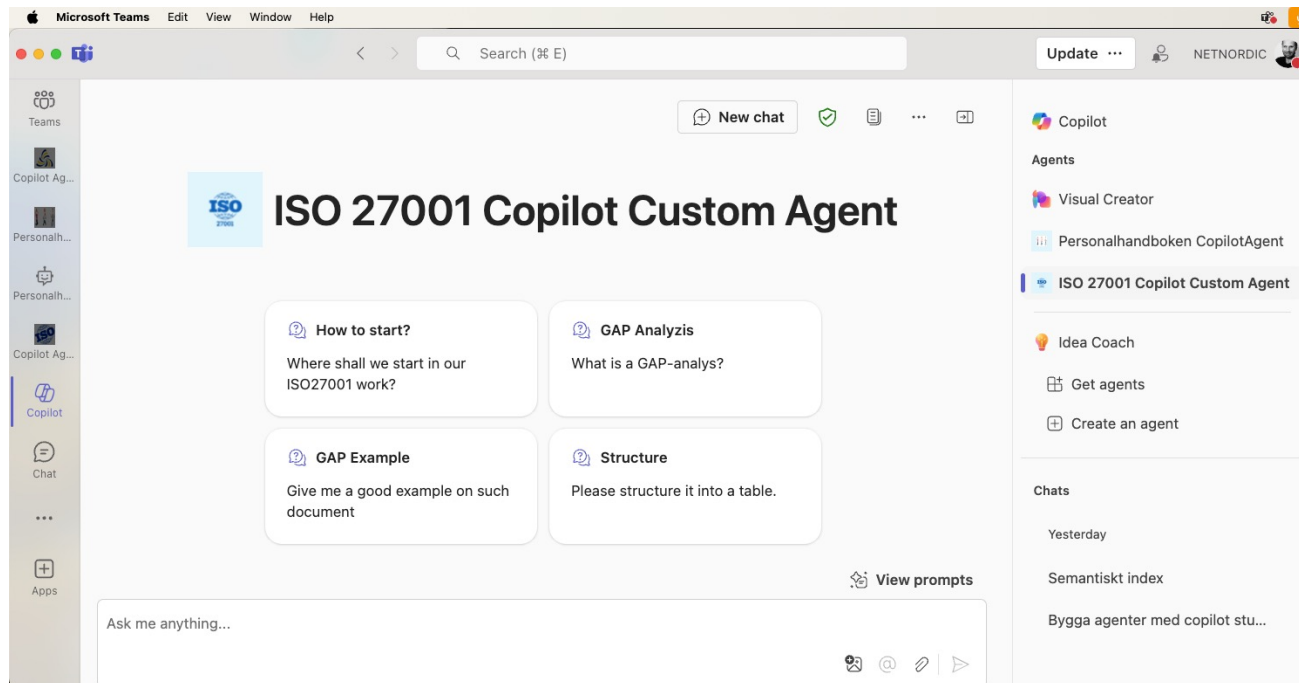 Microsoft Teams Edit View Window Help
Search (⌘ E)
Update ··· NETNORDIC
Teams
Copilot Ag...
Personalh...
Personalh...
Copilot Ag...
Copilot
Chat
Apps
New chat
ISO
27001
ISO 27001 Copilot Custom Agent
How to start?
Where shall we start in our
ISO27001 work?
GAP Analyzis
What is a GAP-analys?
GAP Example
Give me a good example on such
document
Structure
Please structure it into a table.
View prompts
Ask me anything...
Copilot
Agents
Visual Creator
Personalhandboken CopilotAgent
ISO 27001 Copilot Custom Agent
Idea Coach
Get agents
Create an agent
Chats
Yesterday
Semantiskt index
Bygga agenter med copilot stu...